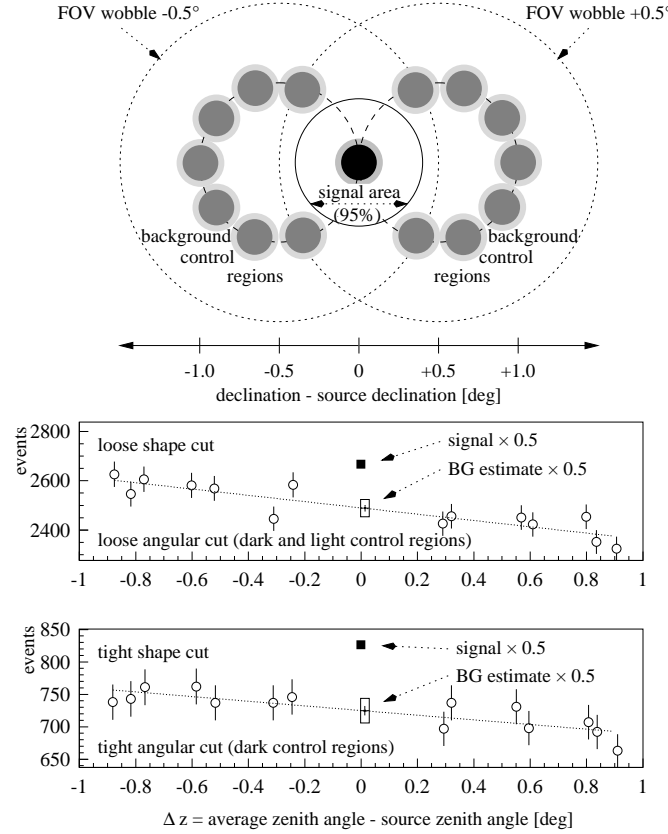 FOV wobble -0.5°
FOV wobble +0.5°
signal area
(95%)
background
control
regions
background
control
regions
-1.0
-0.5
0
+0.5
+1.0
declination - source declination [deg]
events
2800
2600
2400
loose shape cut
signal × 0.5
BG estimate × 0.5
loose angular cut (dark and light control regions)
-1 -0.8 -0.6 -0.4 -0.2 0 0.2 0.4 0.6 0.8 1
events
850
800
750
700
650
tight shape cut
signal × 0.5
BG estimate × 0.5
tight angular cut (dark control regions)
-1 -0.8 -0.6 -0.4 -0.2 0 0.2 0.4 0.6 0.8 1
Δ z = average zenith angle - source zenith angle [deg]